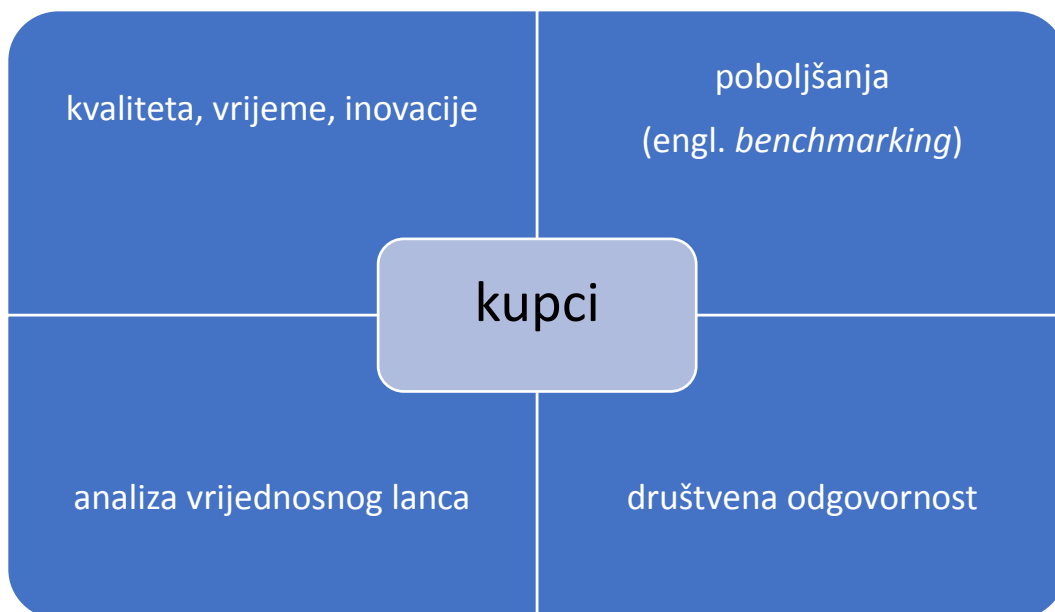 kvaliteta, vrijeme, inovacije
poboljšanja
(engl. benchmarking)
kupci
analiza vrijednosnog lanca
društvena odgovornost